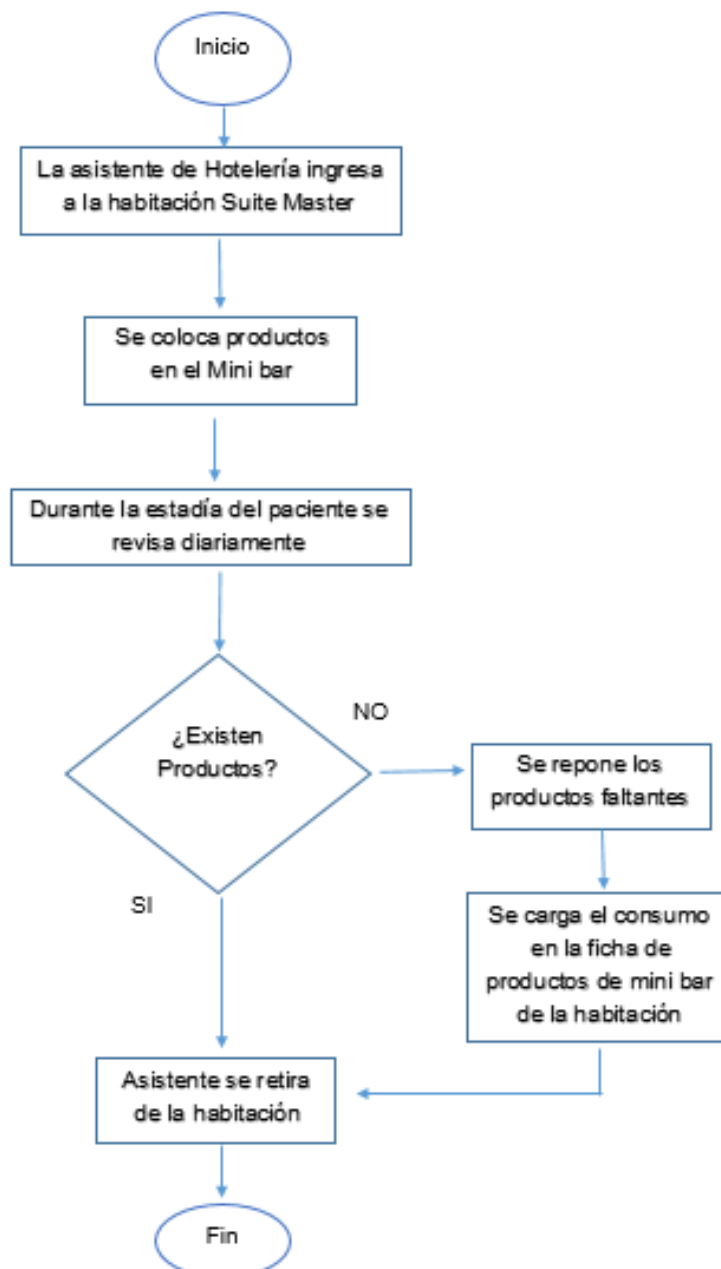 Inicio
La asistente de Hotelería ingresa
a la habitación Suite Master
Se coloca productos
en el Mini bar
Durante la estadía del paciente se
revisa diariamente
¿Existen
Productos?
NO
Se repone los
productos faltantes
SI
Se carga el consumo
en la ficha de
productos de mini bar
de la habitación
Asistente se retira
de la habitación
Fin